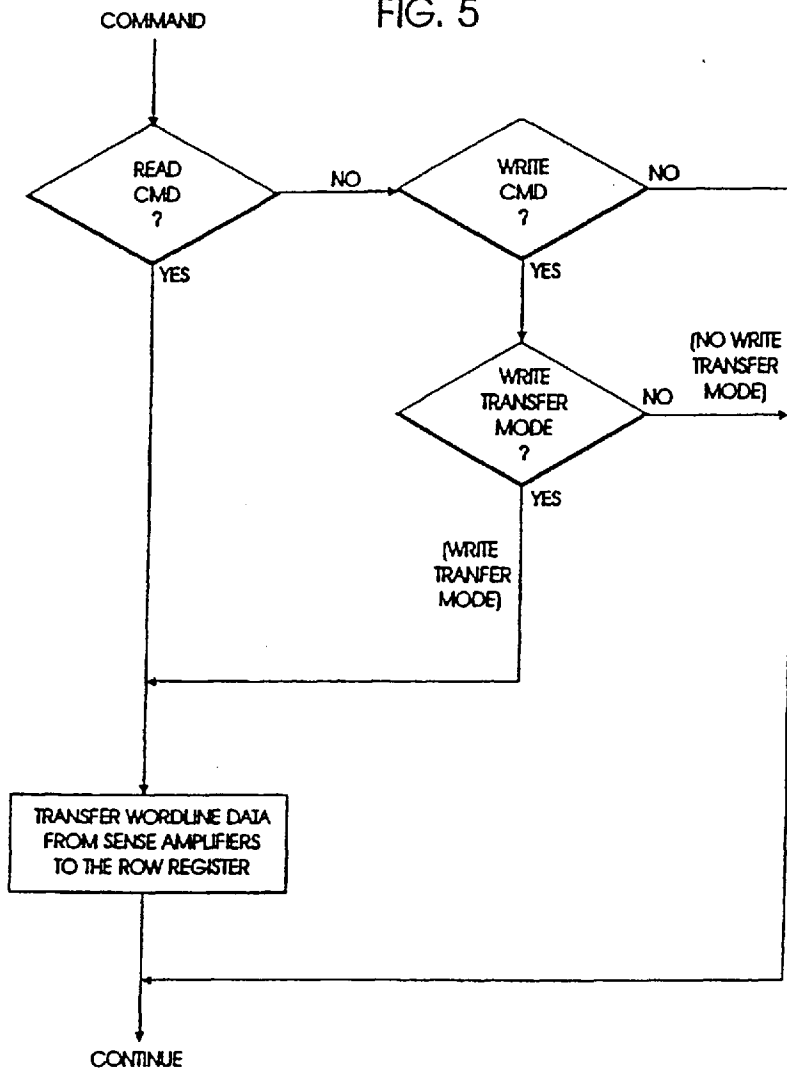 FIG. 5
COMMAND
READ
CMD
?
NO
YES
WRITE
CMD
?
NO
YES
WRITE
TRANSFER
MODE
?
NO
(NO WRITE
TRANSFER
MODE)
YES
(WRITE
TRANFER
MODE)
TRANSFER WORDLINE DATA
FROM SENSE AMPLIFIERS
TO THE ROW REGISTER
CONTINUE